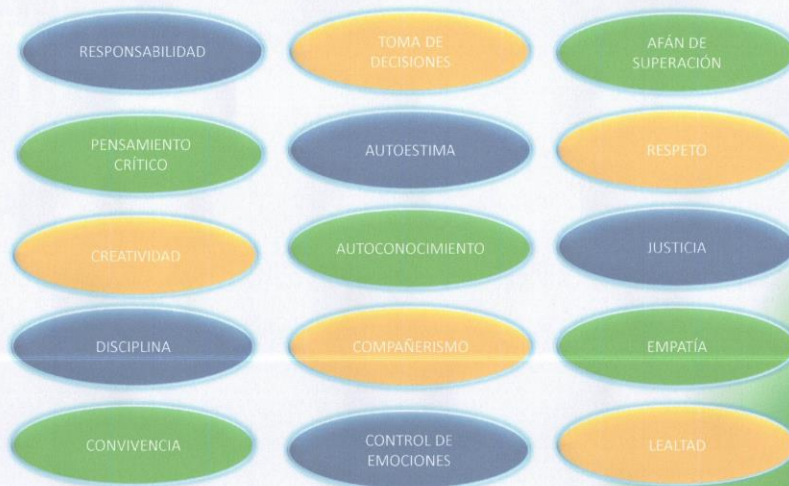 RESPONSABILIDAD
TOMA DE
DECISIONES
AFÁN DE
SUPERACIÓN
PENSAMIENTO
CRÍTICO
AUTOESTIMA
RESPETO
CREATIVIDAD
AUTOCONOCIMIENTO
JUSTICIA
DISCIPLINA
COMPAÑERISMO
EMPATÍA
CONVIVENCIA
CONTROL DE
EMOCIONES
LEALTAD